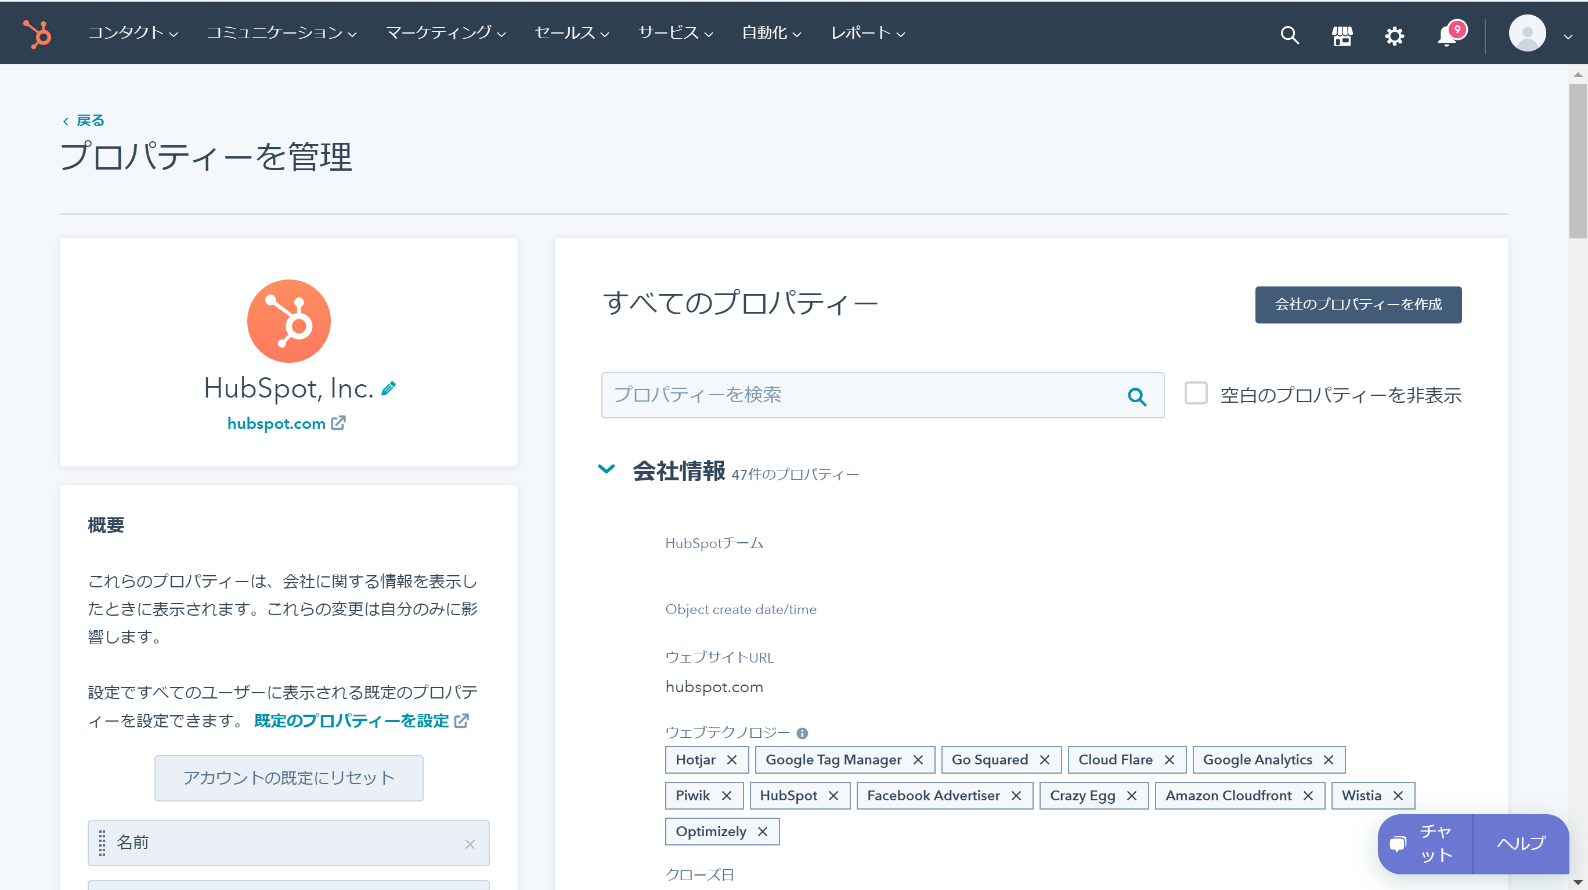 コンタクト コミュニケーション マーケティング セールス サービス 自動化 レポート 9
戻る
プロパティーを管理
HubSpot, Inc.
hubspot.com
概要
これらのプロパティーは、会社に関する情報を表示し
たときに表示されます。これらの変更は自分のみに影
響します。
設定ですべてのユーザーに表示される既定のプロパテ
ィーを設定できます。 既定のプロパティーを設定
アカウントの既定にリセット
名前
すべてのプロパティー
会社のプロパティーを作成
プロパティーを検索
空白のプロパティーを非表示
会社情報 47件のプロパティー
HubSpotチーム
Object create date/time
ウェブサイトURL
hubspot.com
ウェブテクノロジー
Hotjar Google Tag Manager Go Squared Cloud Flare Google Analytics
Piwik HubSpot Facebook Advertiser Crazy Egg Amazon Cloudfront Wistia
Optimizely
クローズ日
チャ
ット
ヘルプ